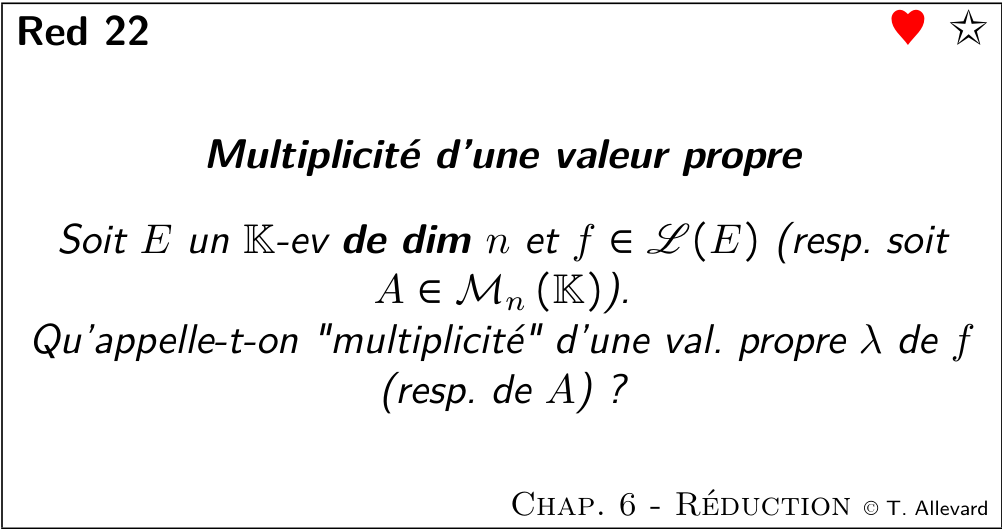 Red 22 ♥ ☆
Multiplicité d'une valeur propre
Soit E un 𝕂-ev de dim n et f ∈ ℒ(E) (resp. soit
A ∈ ℳₙ (𝕂)).
Qu'appelle-t-on "multiplicité" d'une val. propre λ de f
(resp. de A) ?
Chap. 6 - Réduction © T. Allevard